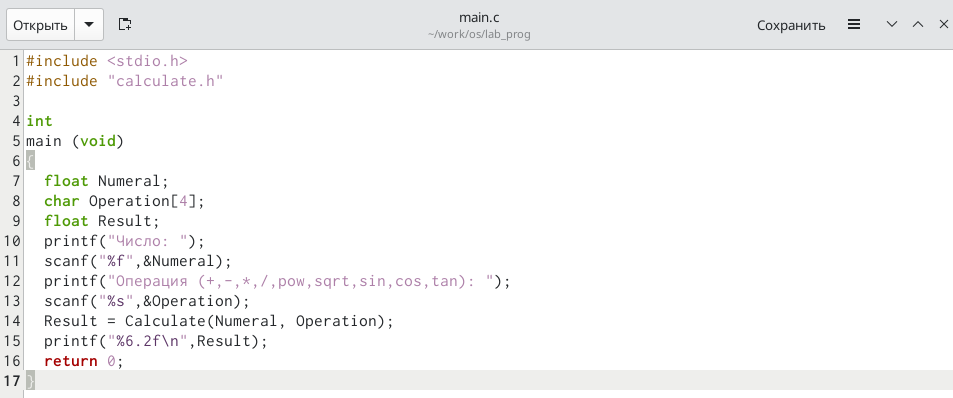 Открыть
main.c
~/work/os/lab_prog
Сохранить
1 #include <stdio.h>
2 #include "calculate.h"
3
4 int
5 main (void)
6 {
7   float Numeral;
8   char Operation[4];
9   float Result;
10   printf("Число: ");
11   scanf("%f",&Numeral);
12   printf("Операция (+,-,*,/,pow,sqrt,sin,cos,tan): ");
13   scanf("%s",&Operation);
14   Result = Calculate(Numeral, Operation);
15   printf("%6.2f\n",Result);
16   return 0;
17 }